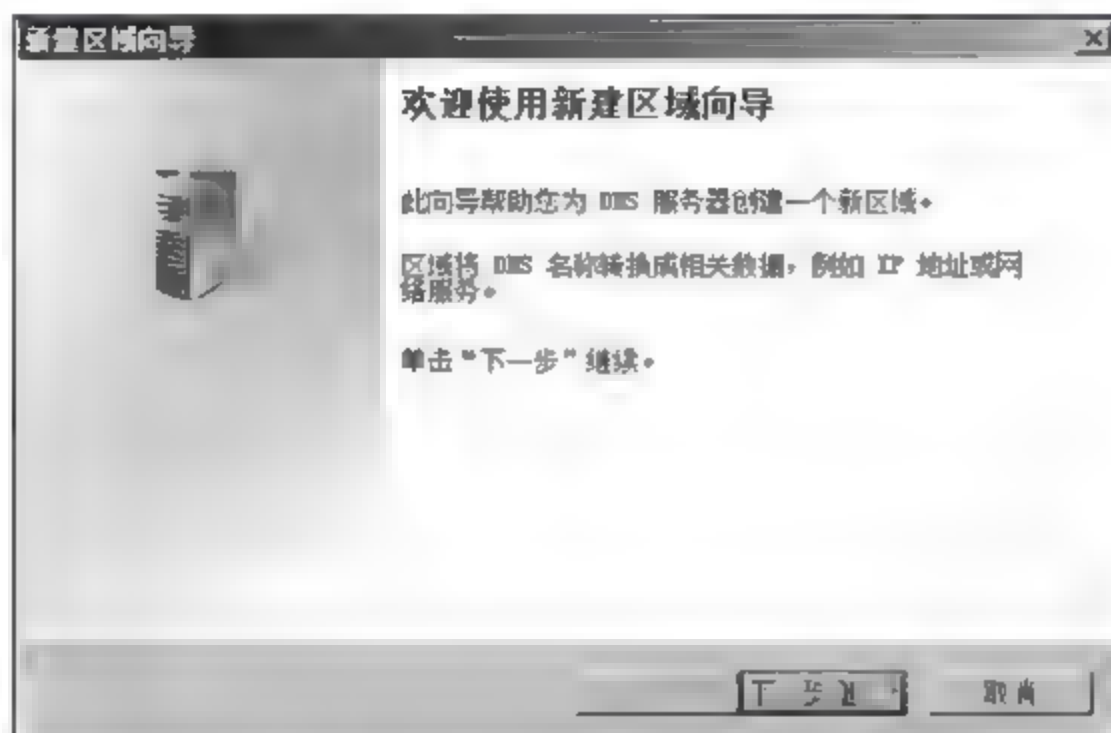 新建区域向导
欢迎使用新建区域向导
此向导帮助您为 DNS 服务器创建一个新区域。
区域将 DNS 名称转换成相关数据，例如 IP 地址或网
络服务。
单击“下一步”继续。
取消